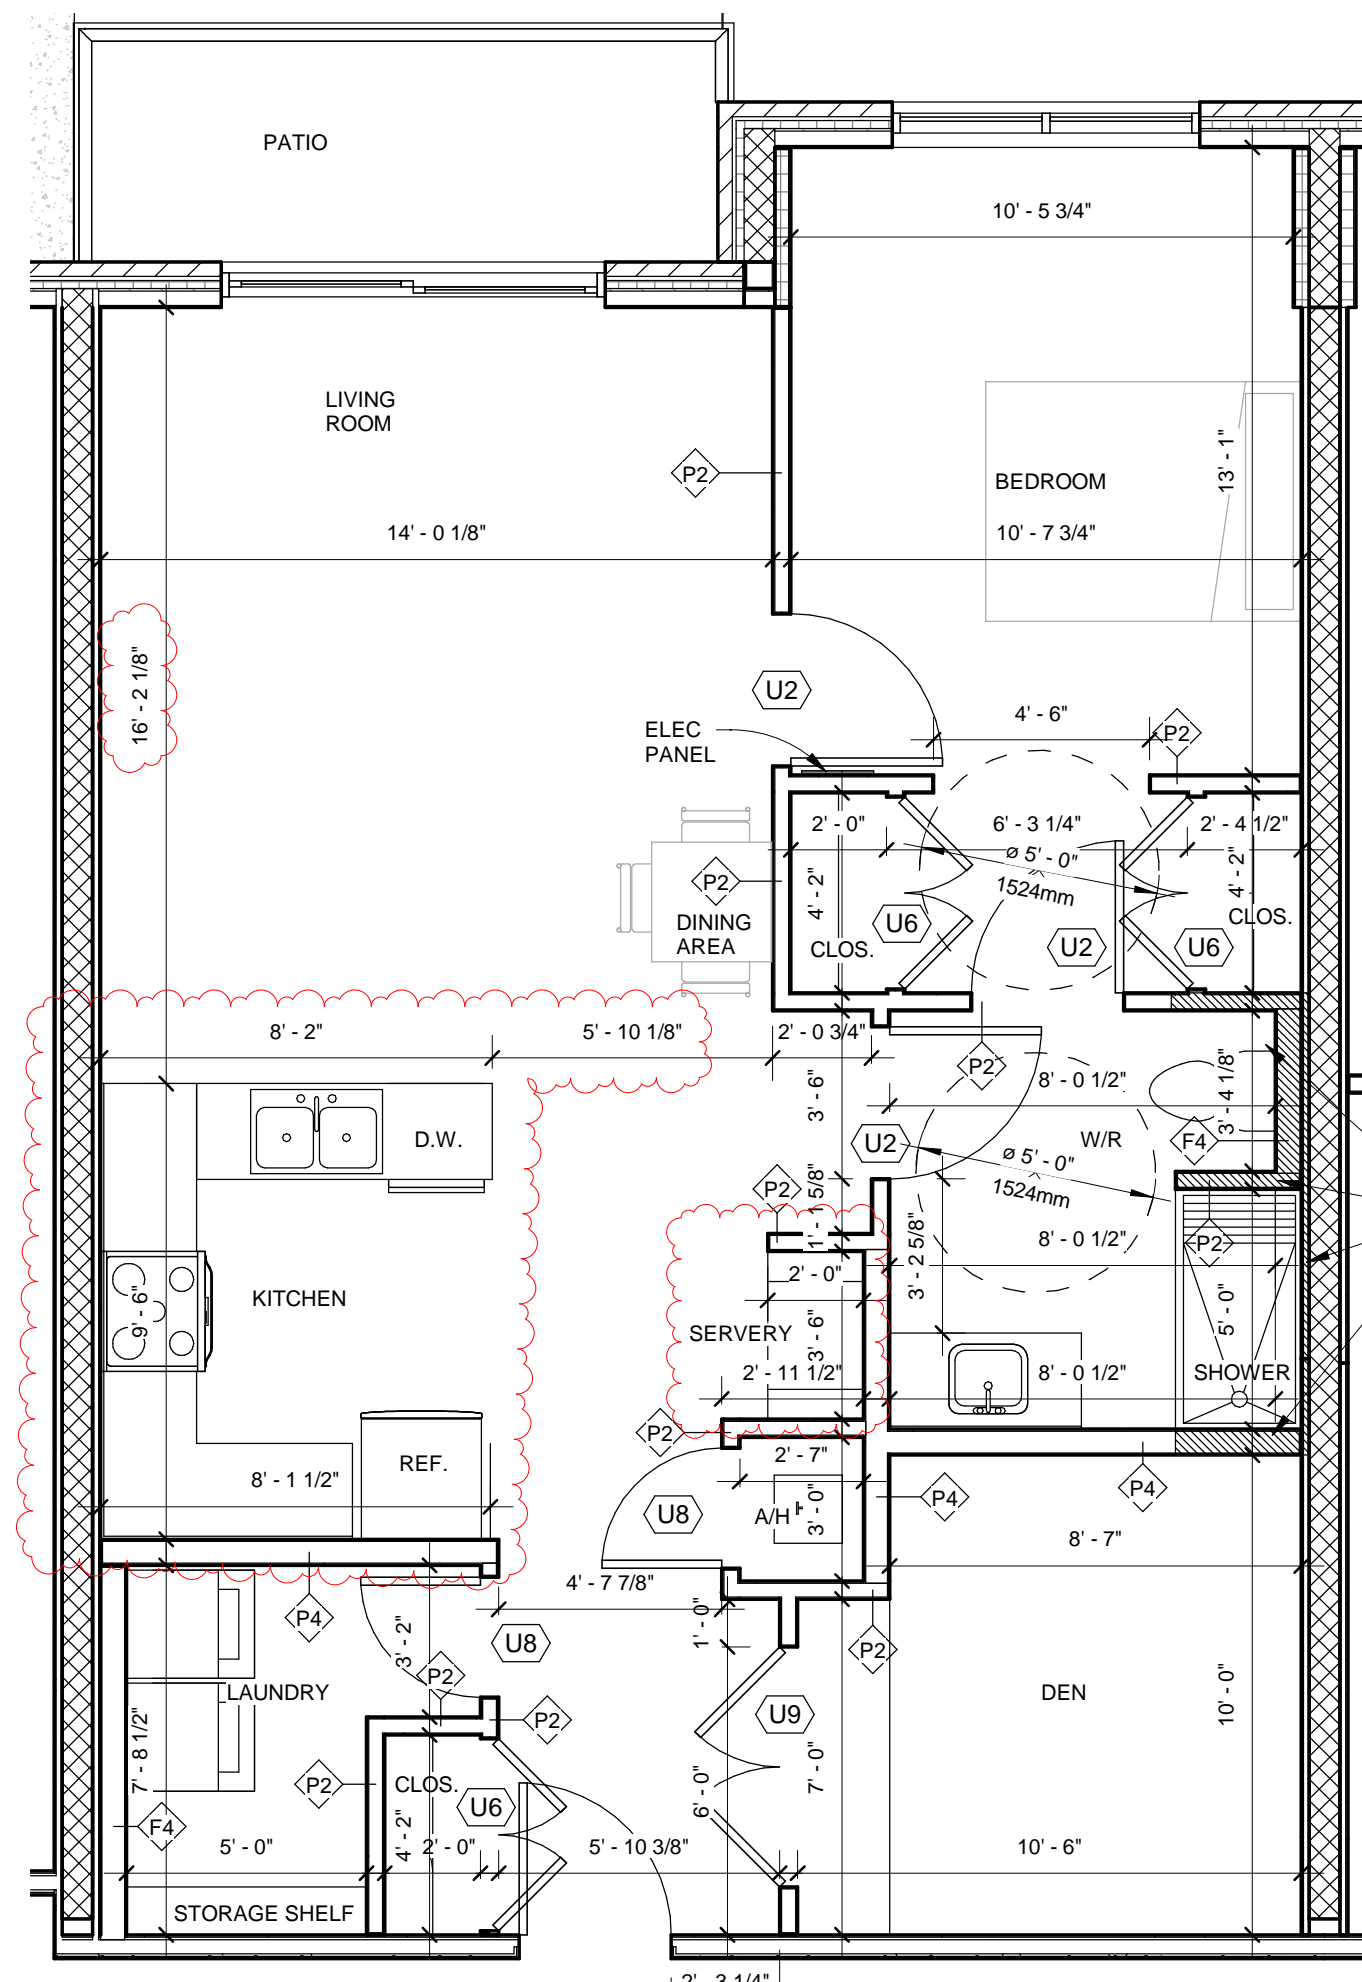 PATIO
10' - 5 3/4"
LIVING
ROOM
13' - 1"
P2
BEDROOM
14' - 0 1/8"
10' - 7 3/4"
16' - 2 1/8"
U2
4' - 6"
ELEC
PANEL
P2
2' - 0"
6' - 3 1/4"
2' - 4 1/2"
ø 5' - 0"
1524mm
P2
4' - 2"
4' - 2"
DINING
AREA
CLOS.
U6
U2
U6
CLOS.
8' - 2"
5' - 10 1/8"
2' - 0 3/4"
P2
8' - 0 1/2"
3' - 6"
3' - 4 1/8"
D.W.
U2
W/R
F4
ø 5' - 0"
1524mm
P2
1' - 1 5/8"
P2
8' - 0 1/2"
3' - 2 5/8"
2' - 0"
KITCHEN
9' - 6"
SERVERY
3' - 6"
5' - 0"
2' - 11 1/2"
8' - 0 1/2"
SHOWER
P2
REF.
8' - 1 1/2"
2' - 7"
P4
P4
U8
A/H
3' - 0"
8' - 7"
4' - 7 7/8"
P4
3' - 2"
U8
1' - 0"
P2
P2
LAUNDRY
DEN
10' - 0"
P2
U9
7' - 8 1/2"
P2
CLOS.
U6
6' - 0"
7' - 0"
F4
5' - 0"
4' - 2"
2' - 0"
5' - 10 3/8"
10' - 6"
STORAGE SHELF
2' - 3 1/4"